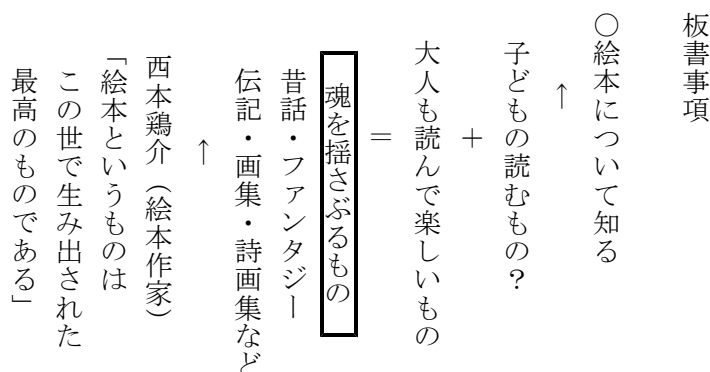 板書事項
○絵本について知る
↑
子どもの読むもの?
+
大人も読んで楽しいもの
=
魂を揺さぶるもの
昔話・ファンタジー
伝記・画集・詩画集など
↑
西本鶏介(絵本作家)
「絵本というものは
この世で生み出された
最高のものである」